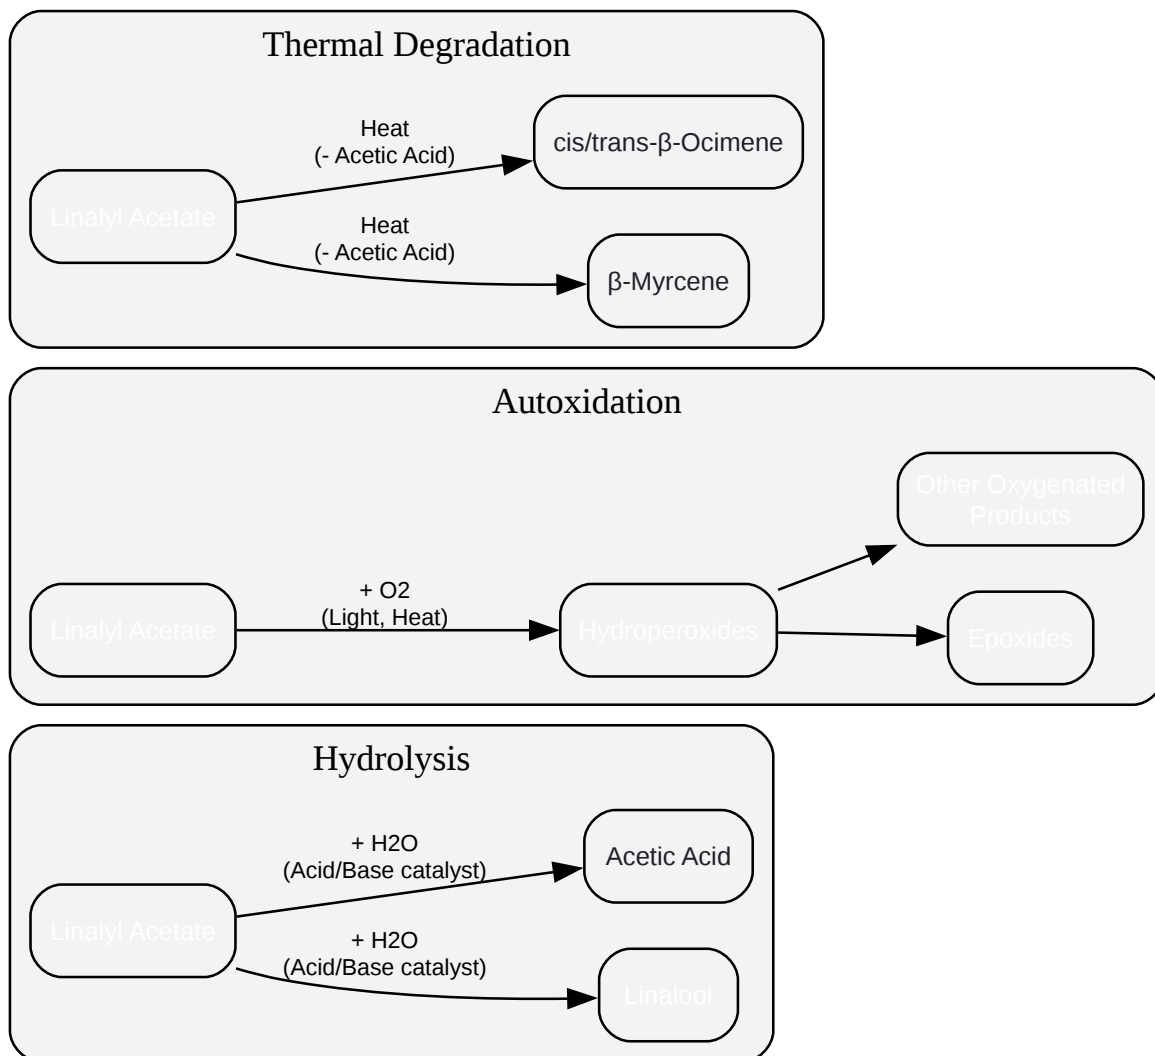 Thermal Degradation
Heat
(- Acetic Acid)
cis/trans-β-Ocimene
Linalyl Acetate
Heat
(- Acetic Acid)
β-Myrcene
Autoxidation
Other Oxygenated
Products
Linalyl Acetate
+ O2
(Light, Heat)
Hydroperoxides
Epoxides
Hydrolysis
+ H2O
(Acid/Base catalyst)
Acetic Acid
Linalyl Acetate
+ H2O
(Acid/Base catalyst)
Linalool